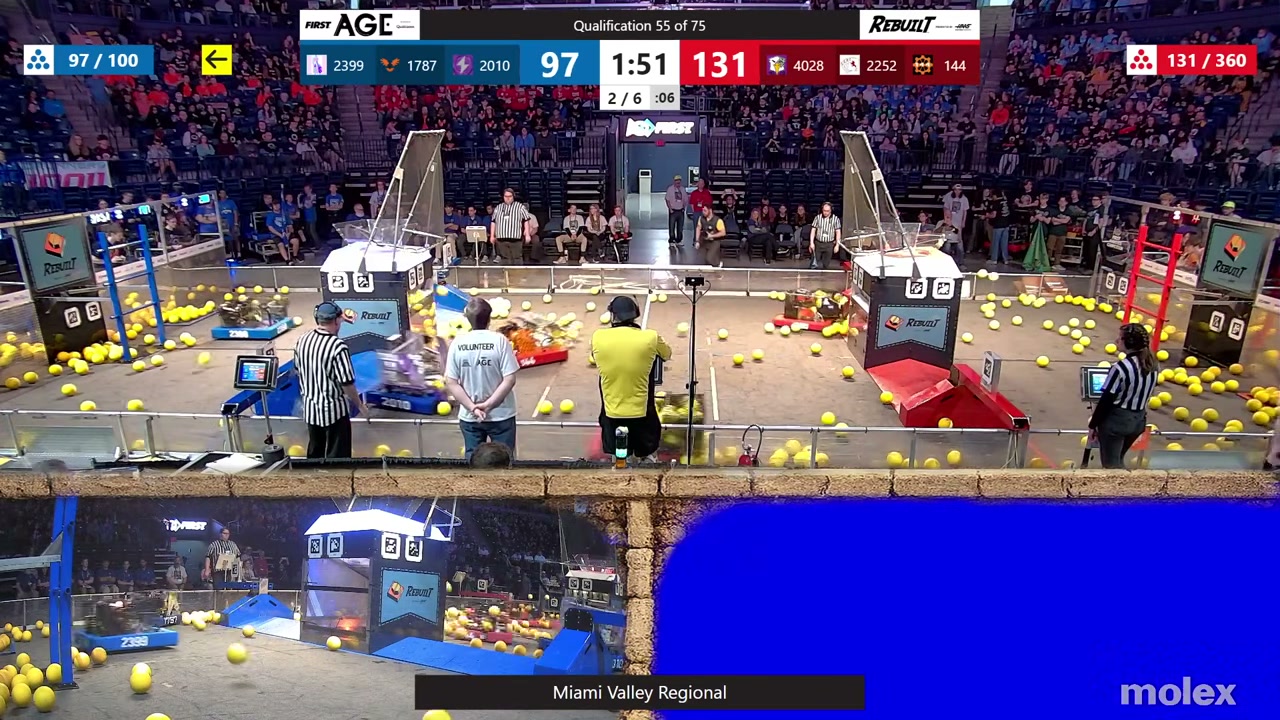 FIRST AGE
Qualification 55 of 75
REBUILT
97 / 100
2399
1787
2010
97
1:51
131
4028
2252
144
131 / 360
2 / 6
:06
FIRST
REBUILT
REBUILT
REBUILT
REBUILT
VOLUNTEER
AGE
2399
2010
FIRST
REBUILT
2399
Miami Valley Regional
molex